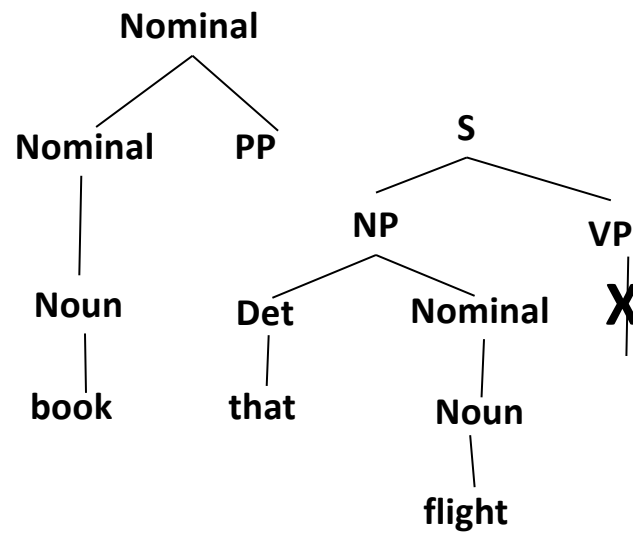 Nominal
Nominal PP
S
NP VP
Noun
Det Nominal X
book
that Noun
flight